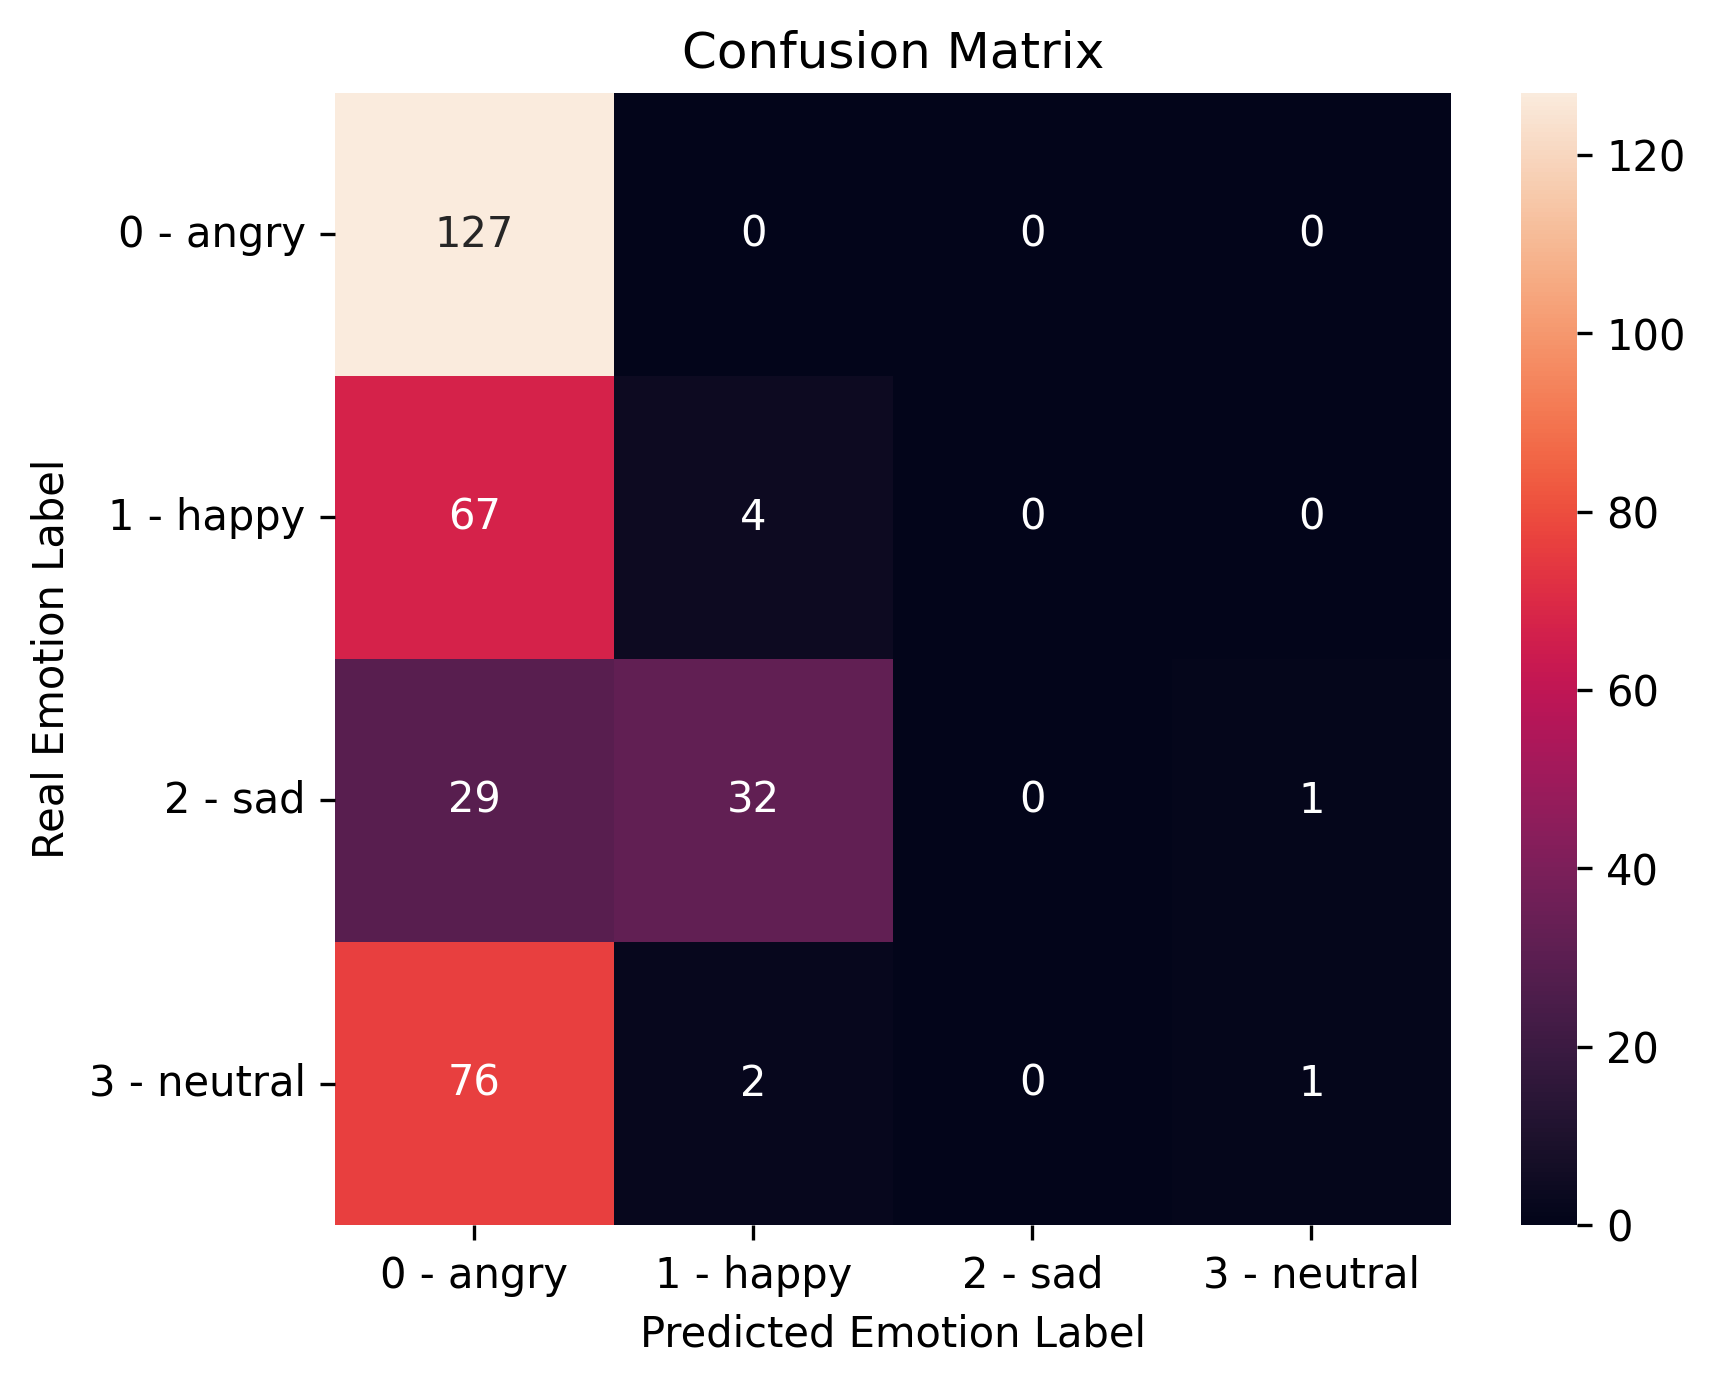 Confusion Matrix
Real Emotion Label
0 - angry 127 0 0 0
1 - happy 67 4 0 0
2 - sad 29 32 0 1
3 - neutral 76 2 0 1
0 - angry 1 - happy 2 - sad 3 - neutral
Predicted Emotion Label
120
100
80
60
40
20
0